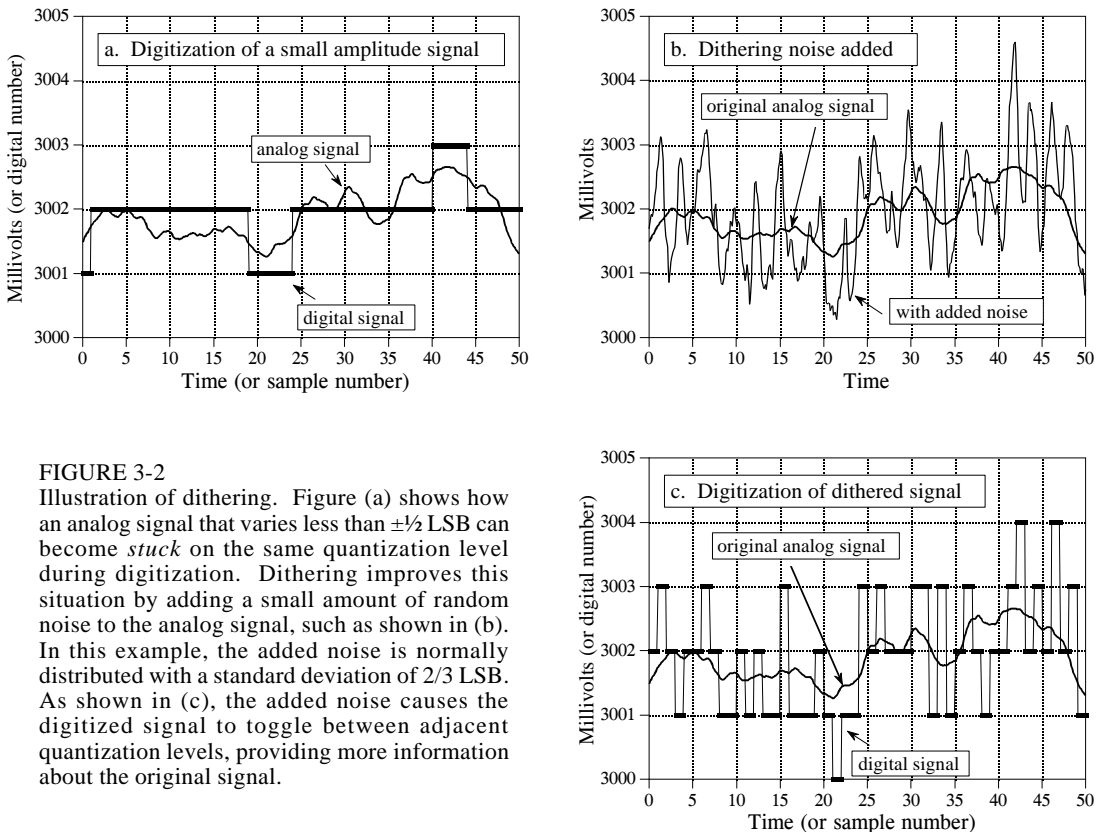 a. Digitization of a small amplitude signal
Millivolts (or digital number)
3005
3004
3003
3002
3001
3000
analog signal
digital signal
0 5 10 15 20 25 30 35 40 45 50
Time (or sample number)
b. Dithering noise added
Millivolts
3005
3004
3003
3002
3001
3000
original analog signal
with added noise
0 5 10 15 20 25 30 35 40 45 50
Time
FIGURE 3-2
Illustration of dithering. Figure (a) shows how
an analog signal that varies less than ±½ LSB can
become stuck on the same quantization level
during digitization. Dithering improves this
situation by adding a small amount of random
noise to the analog signal, such as shown in (b).
In this example, the added noise is normally
distributed with a standard deviation of 2/3 LSB.
As shown in (c), the added noise causes the
digitized signal to toggle between adjacent
quantization levels, providing more information
about the original signal.
c. Digitization of dithered signal
Millivolts (or digital number)
3005
3004
3003
3002
3001
3000
original analog signal
digital signal
0 5 10 15 20 25 30 35 40 45 50
Time (or sample number)